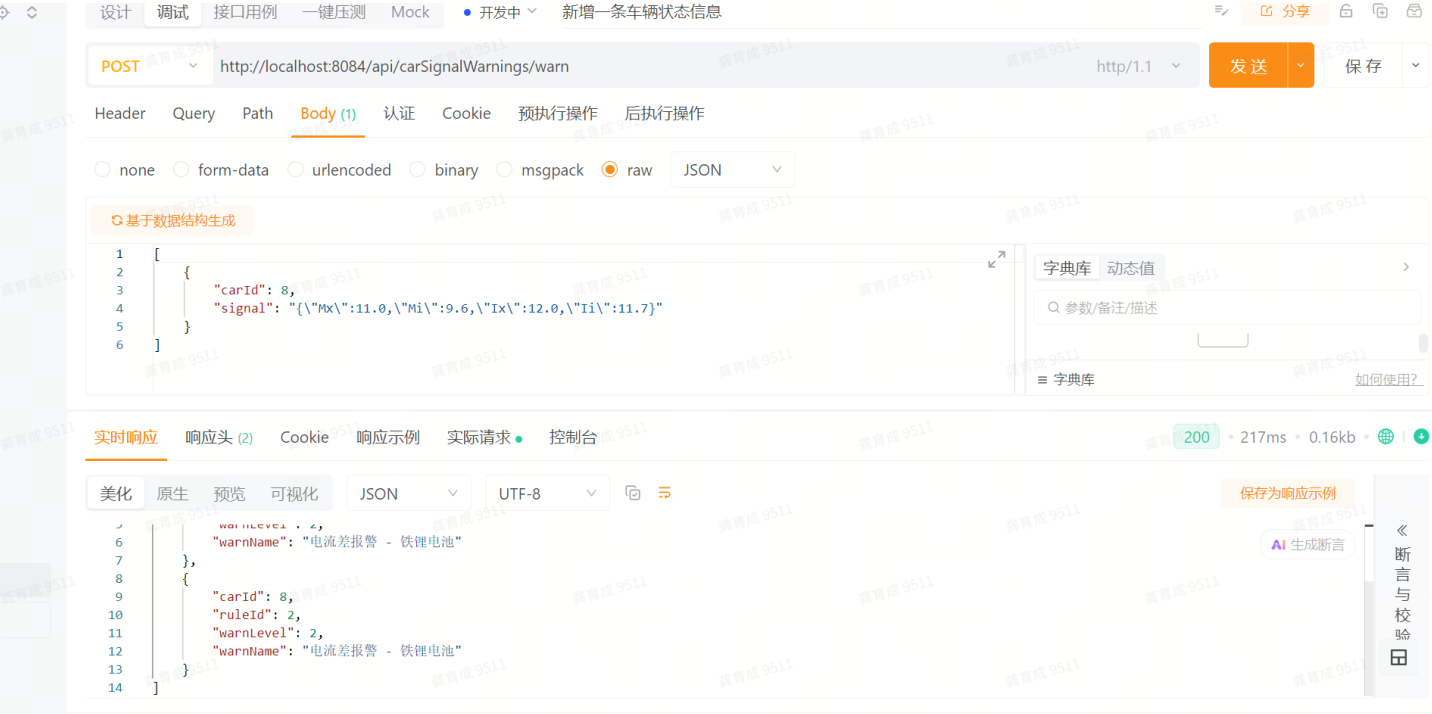 设计 调试 接口用例 一键压测 Mock 开发中 新增一条车辆状态信息 分享
POST http://localhost:8084/api/carSignalWarnings/warn http/1.1 发送 保存
Header Query Path Body (1) 认证 Cookie 预执行操作 后执行操作
none form-data urlencoded binary msgpack raw JSON
基于数据结构生成
1 [
2 {
3 "carId": 8,
4 "signal": "{\"Mx\":11.0,\"Mi\":9.6,\"Ix\":12.0,\"Ii\":11.7}"
5 }
6 ]
字典库 动态值
参数/备注/描述
字典库 如何使用?
实时响应 响应头 (2) Cookie 响应示例 实际请求 控制台 200 217ms 0.16kb
美化 原生 预览 可视化 JSON UTF-8 保存为响应示例
5 "warnLevel": 2,
6 "warnName": "电流差报警 - 铁锂电池"
7 },
8 {
9 "carId": 8,
10 "ruleId": 2,
11 "warnLevel": 2,
12 "warnName": "电流差报警 - 铁锂电池"
13 }
14 ]
AI 生成断言
断言与校验
龚育成 9511